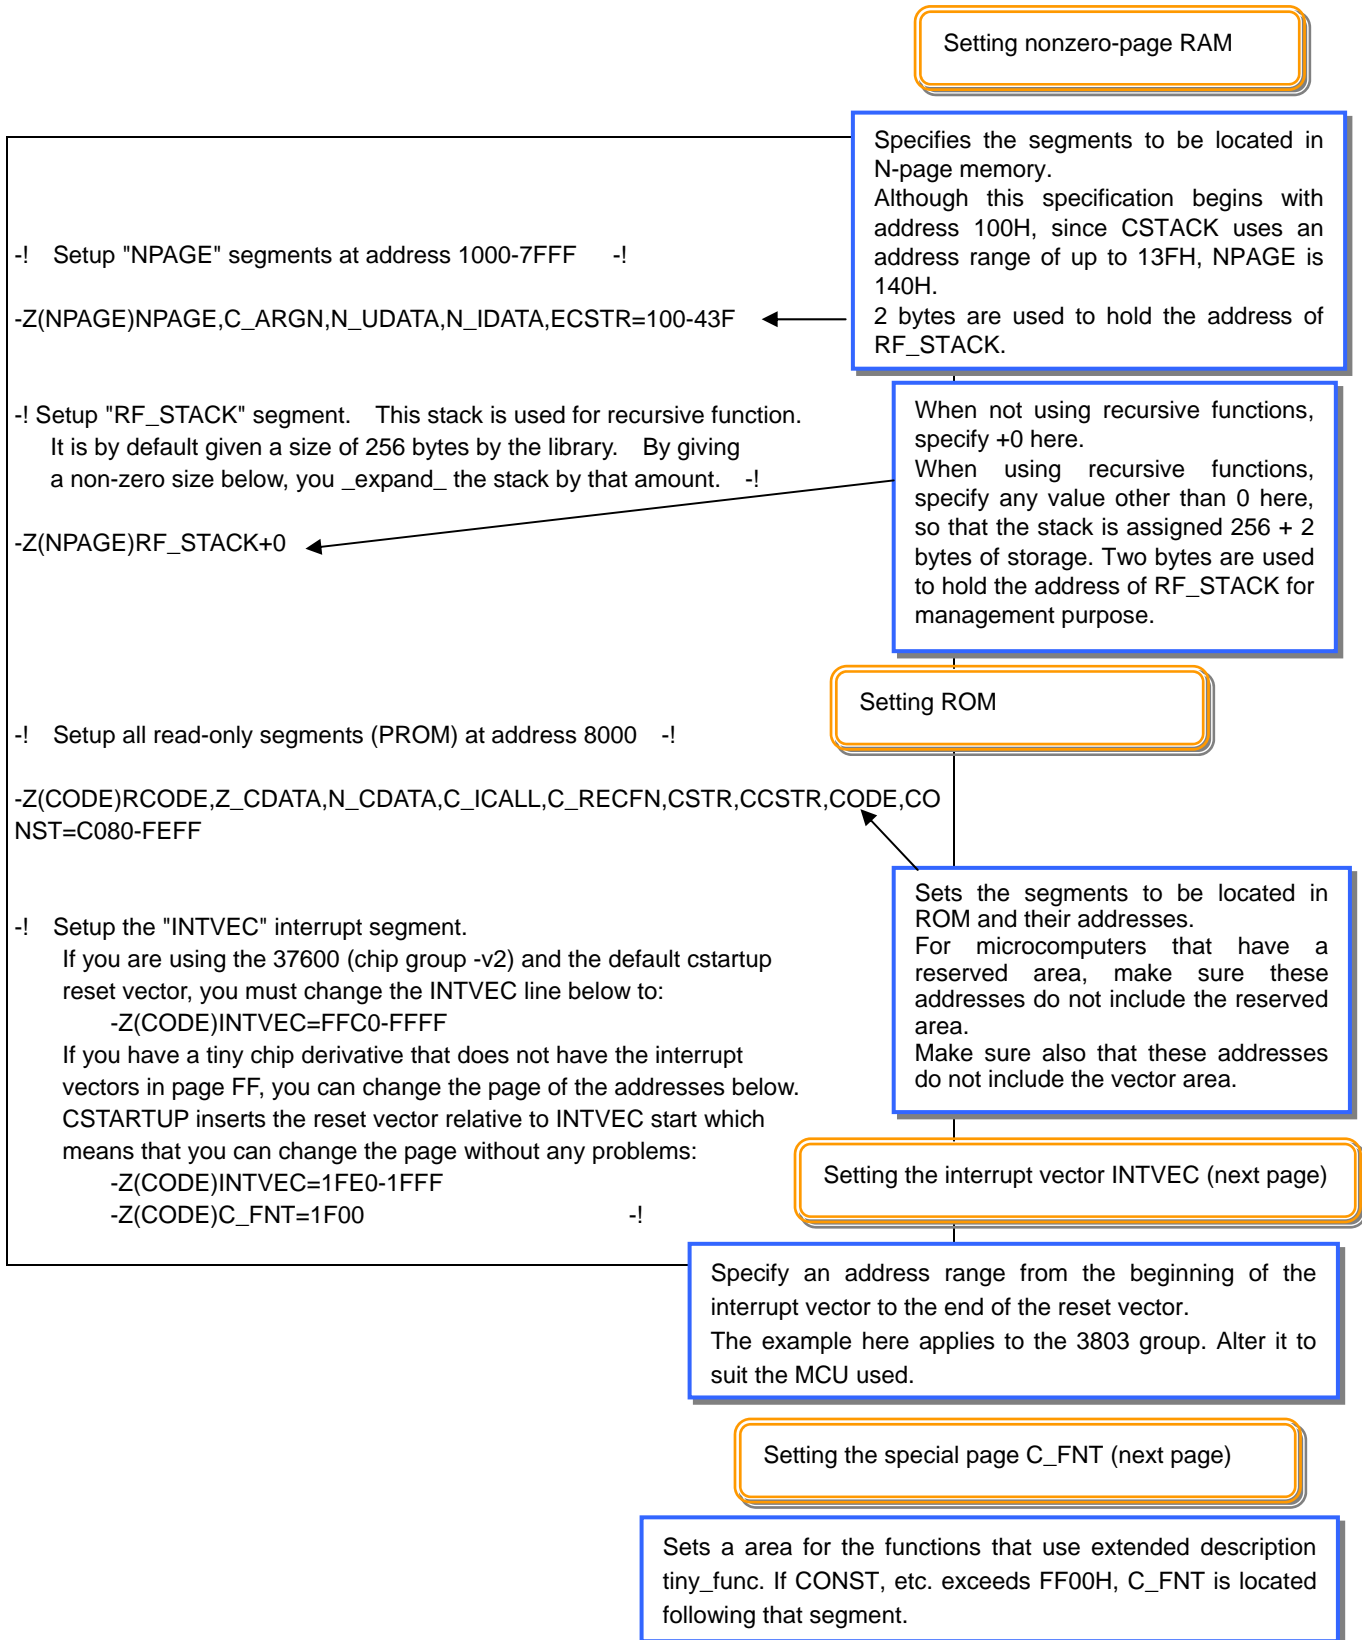 Setting nonzero-page RAM
Specifies the segments to be located in
N-page memory.
Although this specification begins with
address 100H, since CSTACK uses an
address range of up to 13FH, NPAGE is
140H.
2 bytes are used to hold the address of
RF_STACK.
-! Setup "NPAGE" segments at address 1000-7FFF -!
-Z(NPAGE)NPAGE,C_ARGN,N_UDATA,N_IDATA,ECSTR=100-43F
-! Setup "RF_STACK" segment. This stack is used for recursive function.
It is by default given a size of 256 bytes by the library. By giving
a non-zero size below, you _expand_ the stack by that amount. -!
-Z(NPAGE)RF_STACK+0
When not using recursive functions,
specify +0 here.
When using recursive functions,
specify any value other than 0 here,
so that the stack is assigned 256 + 2
bytes of storage. Two bytes are used
to hold the address of RF_STACK for
management purpose.
Setting ROM
-! Setup all read-only segments (PROM) at address 8000 -!
-Z(CODE)RCODE,Z_CDATA,N_CDATA,C_ICALL,C_RECFN,CSTR,CCSTR,CODE,CO
NST=C080-FEFF
Sets the segments to be located in
ROM and their addresses.
For microcomputers that have a
reserved area, make sure these
addresses do not include the reserved
area.
Make sure also that these addresses
do not include the vector area.
-! Setup the "INTVEC" interrupt segment.
If you are using the 37600 (chip group -v2) and the default cstartup
reset vector, you must change the INTVEC line below to:
-Z(CODE)INTVEC=FFC0-FFFF
If you have a tiny chip derivative that does not have the interrupt
vectors in page FF, you can change the page of the addresses below.
CSTARTUP inserts the reset vector relative to INTVEC start which
means that you can change the page without any problems:
-Z(CODE)INTVEC=1FE0-1FFF
-Z(CODE)C_FNT=1F00 -!
Setting the interrupt vector INTVEC (next page)
Specify an address range from the beginning of the
interrupt vector to the end of the reset vector.
The example here applies to the 3803 group. Alter it to
suit the MCU used.
Setting the special page C_FNT (next page)
Sets a area for the functions that use extended description
tiny_func. If CONST, etc. exceeds FF00H, C_FNT is located
following that segment.